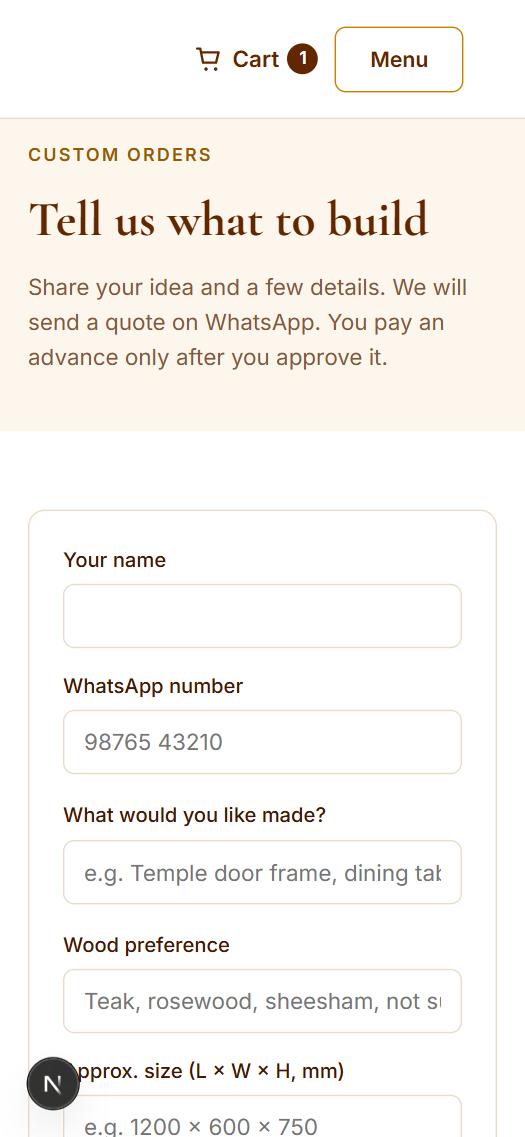 Cart 1 Menu
CUSTOM ORDERS
Tell us what to build
Share your idea and a few details. We will
send a quote on WhatsApp. You pay an
advance only after you approve it.
Your name
WhatsApp number
98765 43210
What would you like made?
e.g. Temple door frame, dining tab
Wood preference
Teak, rosewood, sheesham, not su
pprox. size (L × W × H, mm)
N
e.g. 1200 × 600 × 750